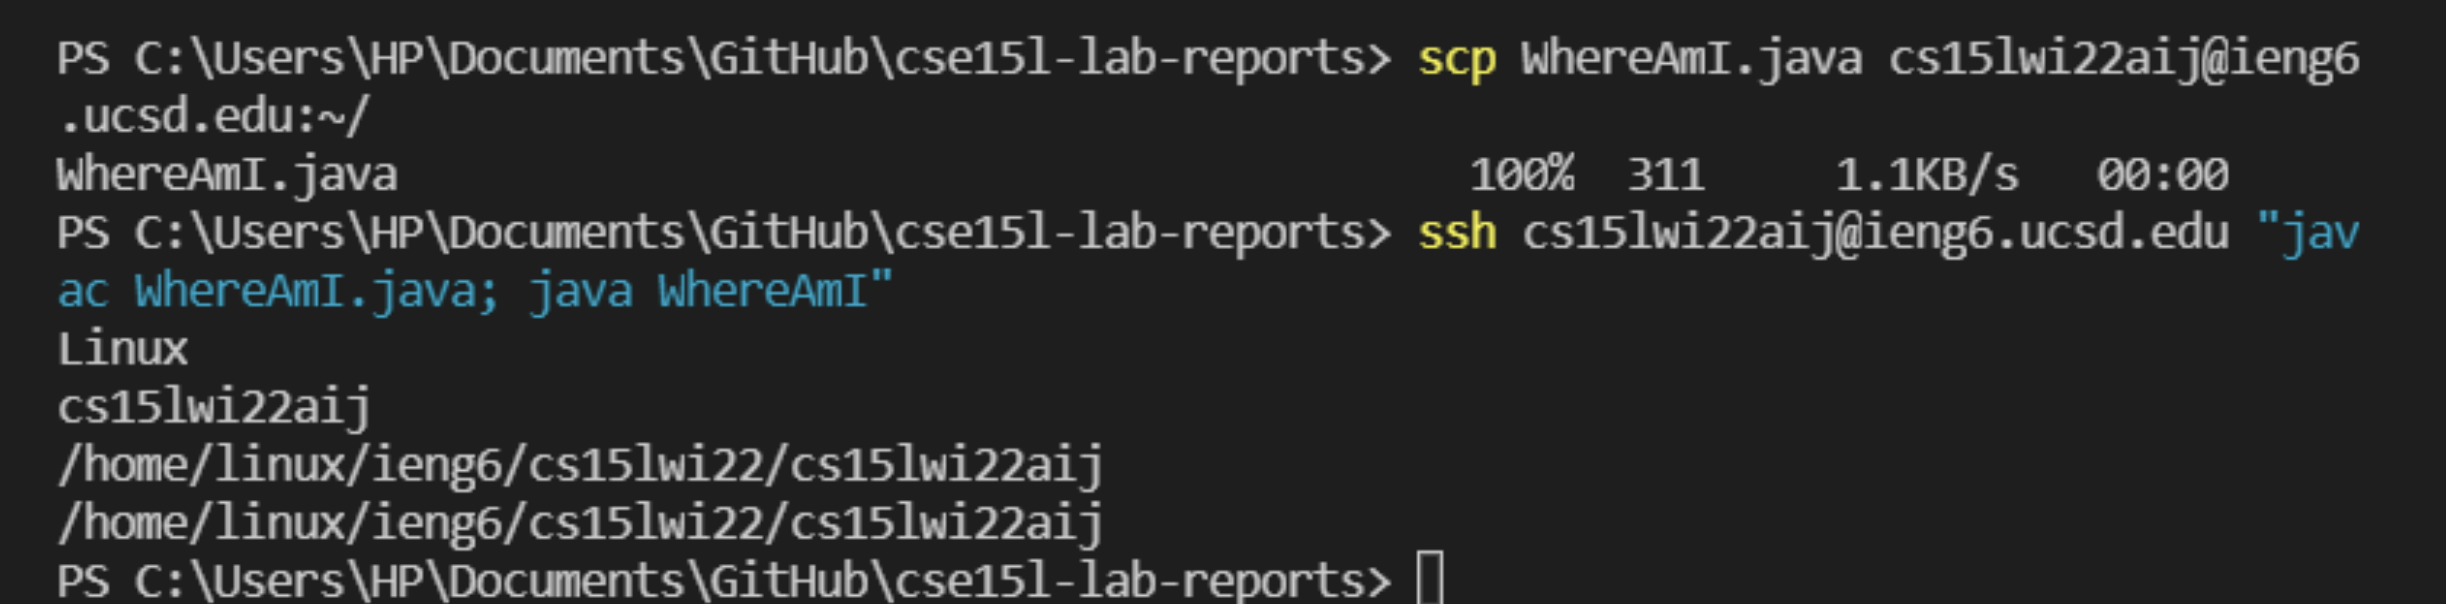 PS C:\Users\HP\Documents\GitHub\cse15l-lab-reports> scp WhereAmI.java cs15lwi22aij@ieng6
.ucsd.edu:~/
WhereAmI.java 100% 311 1.1KB/s 00:00
PS C:\Users\HP\Documents\GitHub\cse15l-lab-reports> ssh cs15lwi22aij@ieng6.ucsd.edu "jav
ac WhereAmI.java; java WhereAmI"
Linux
cs15lwi22aij
/home/linux/ieng6/cs15lwi22/cs15lwi22aij
/home/linux/ieng6/cs15lwi22/cs15lwi22aij
PS C:\Users\HP\Documents\GitHub\cse15l-lab-reports>